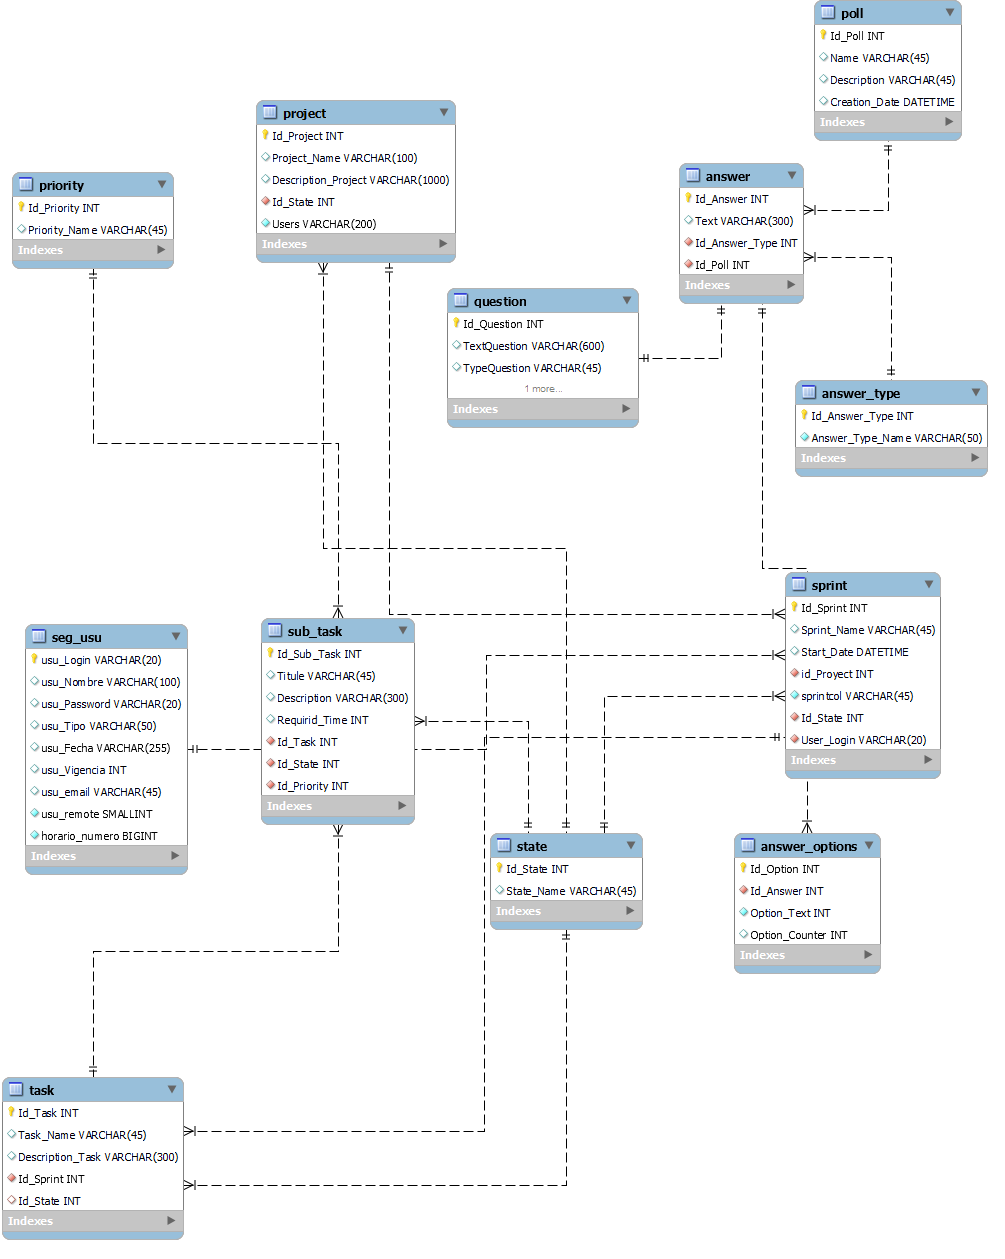 poll
Id_Poll INT
Name VARCHAR(45)
Description VARCHAR(45)
Creation_Date DATETIME
Indexes
project
Id_Project INT
Project_Name VARCHAR(100)
Description_Project VARCHAR(1000)
Id_State INT
Users VARCHAR(200)
Indexes
priority
Id_Priority INT
Priority_Name VARCHAR(45)
Indexes
answer
Id_Answer INT
Text VARCHAR(300)
Id_Answer_Type INT
Id_Poll INT
Indexes
question
Id_Question INT
TextQuestion VARCHAR(600)
TypeQuestion VARCHAR(45)
1 more...
Indexes
answer_type
Id_Answer_Type INT
Answer_Type_Name VARCHAR(50)
Indexes
sprint
Id_Sprint INT
Sprint_Name VARCHAR(45)
Start_Date DATETIME
id_Proyect INT
sprintcol VARCHAR(45)
Id_State INT
User_Login VARCHAR(20)
Indexes
seg_usu
usu_Login VARCHAR(20)
usu_Nombre VARCHAR(100)
usu_Password VARCHAR(20)
usu_Tipo VARCHAR(50)
usu_Fecha VARCHAR(255)
usu_Vigencia INT
usu_email VARCHAR(45)
usu_remote SMALLINT
horario_numero BIGINT
Indexes
sub_task
Id_Sub_Task INT
Titule VARCHAR(45)
Description VARCHAR(300)
Requirid_Time INT
Id_Task INT
Id_State INT
Id_Priority INT
Indexes
state
Id_State INT
State_Name VARCHAR(45)
Indexes
answer_options
Id_Option INT
Id_Answer INT
Option_Text INT
Option_Counter INT
Indexes
task
Id_Task INT
Task_Name VARCHAR(45)
Description_Task VARCHAR(300)
Id_Sprint INT
Id_State INT
Indexes